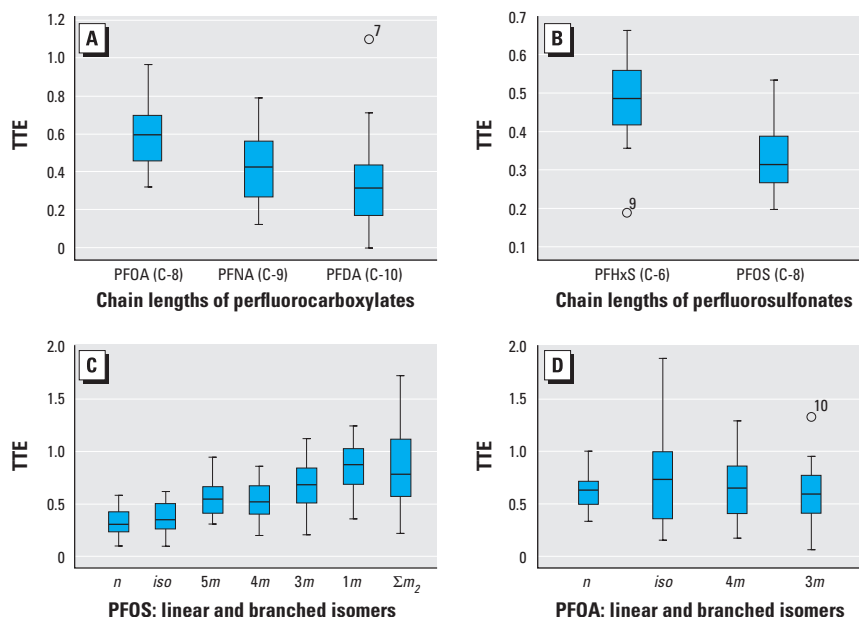 A
TTE
1.2
1.0
0.8
0.6
0.4
0.2
0
7
PFOA (C-8) PFNA (C-9) PFDA (C-10)
Chain lengths of perfluorocarboxylates
B
TTE
0.7
0.6
0.5
0.4
0.3
0.2
0.1
9
PFHxS (C-6) PFOS (C-8)
Chain lengths of perfluorosulfonates
C
TTE
2.0
1.5
1.0
0.5
0
n iso 5m 4m 3m 1m Σm₂
PFOS: linear and branched isomers
D
TTE
2.0
1.5
1.0
0.5
0
10
n iso 4m 3m
PFOA: linear and branched isomers